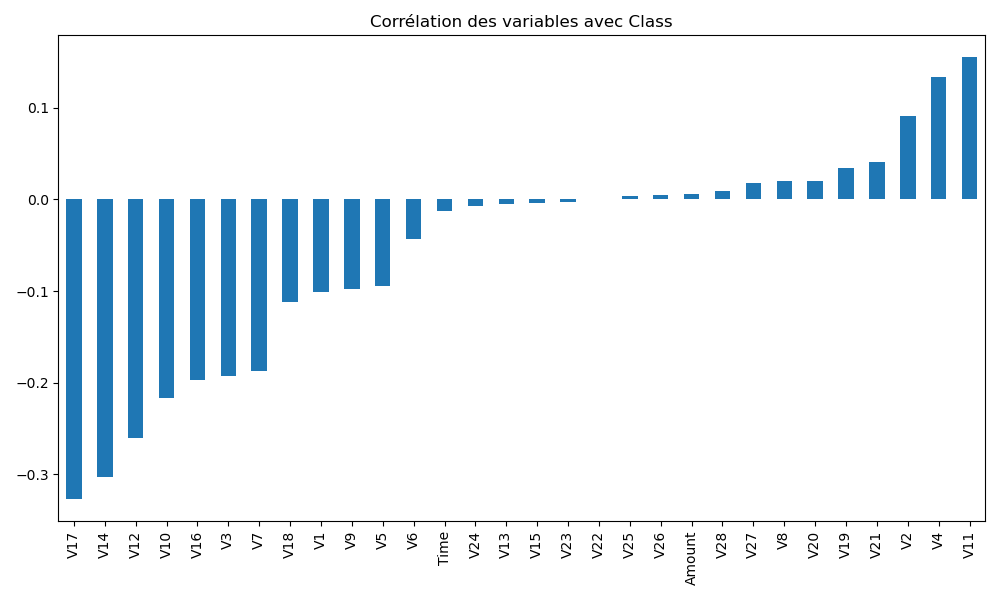 Corrélation des variables avec Class
0.1
0.0
−0.1
−0.2
−0.3
V17
V14
V12
V10
V16
V3
V7
V18
V1
V9
V5
V6
Time
V24
V13
V15
V23
V22
V25
V26
Amount
V28
V27
V8
V20
V19
V21
V2
V4
V11